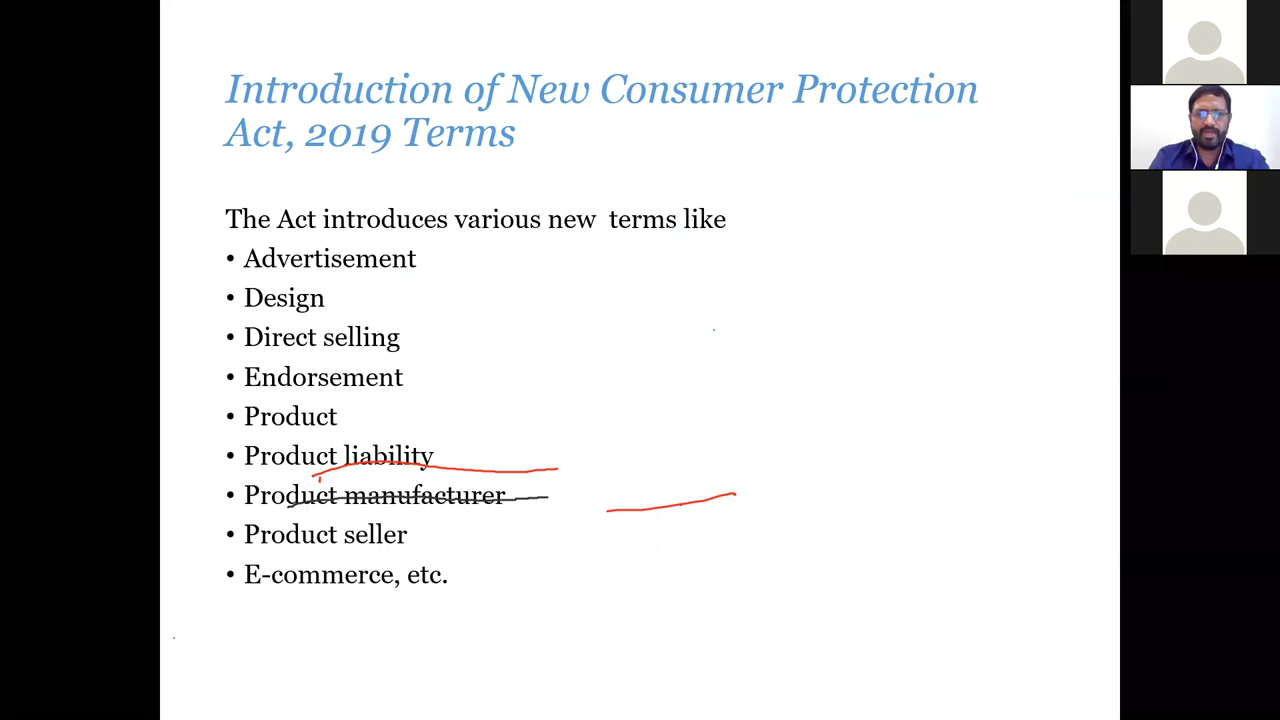 Introduction of New Consumer Protection
Act, 2019 Terms
The Act introduces various new terms like
• Advertisement
• Design
• Direct selling
• Endorsement
• Product
• Product liability
• Product manufacturer
• Product seller
• E-commerce, etc.